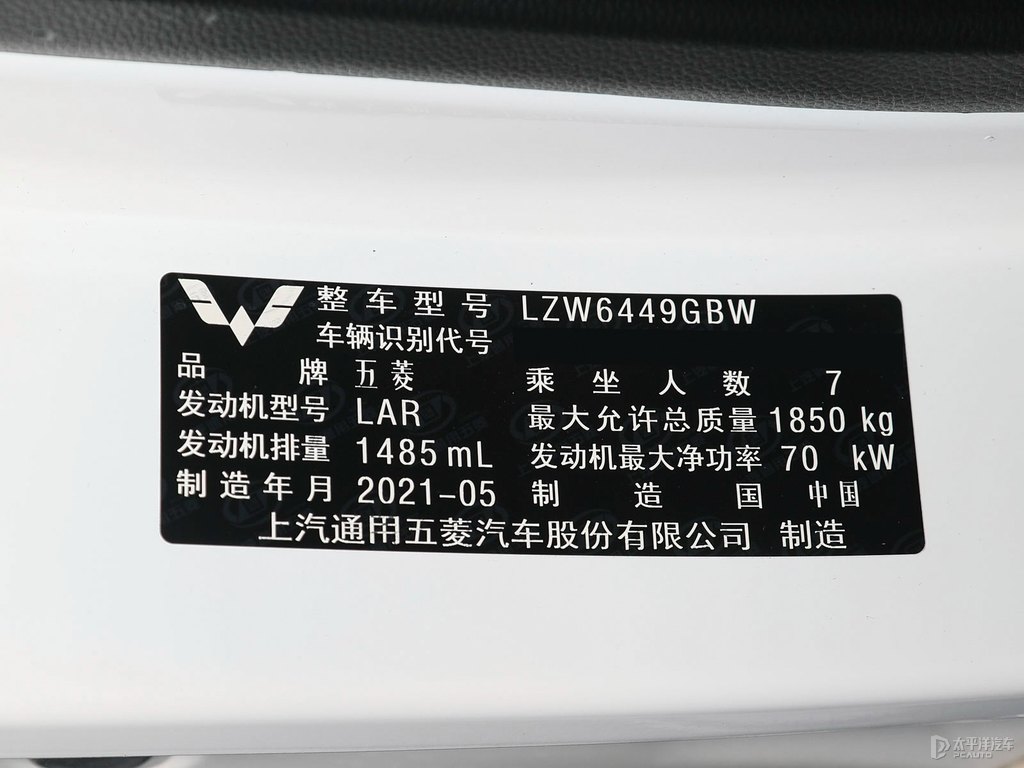 整车型号 LZW6449GBW
车辆识别代号
品牌 五菱 乘坐人数 7
发动机型号 LAR 最大允许总质量 1850 kg
发动机排量 1485 mL 发动机最大净功率 70 kW
制造年月 2021-05 制造国 中国
上汽通用五菱汽车股份有限公司 制造
太平洋汽车
PCAUTO